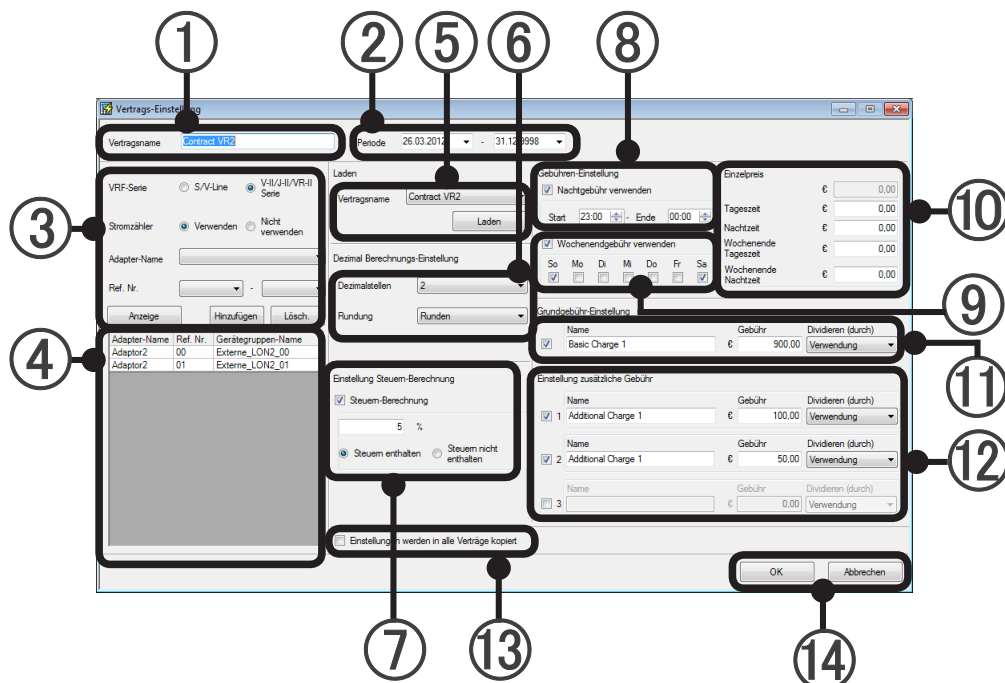 1
2
5
6
8
Vertrags-Einstellung
Vertragsname
Contract VR2
Periode
26.03.2012
-
31.12.9998
3
VRF-Serie
S/V-Line
V-II/J-II/VR-II Serie
Stromzähler
Verwenden
Nicht verwenden
Adapter-Name
Ref. Nr.
-
Anzeige
Hinzufügen
Lösch.
4
Adapter-Name Ref. Nr. Gerätegruppen-Name
Adaptor2 00 Externe_LON2_00
Adaptor2 01 Externe_LON2_01
Laden
Vertragsname
Contract VR2
Laden
Dezimal Berechnungs-Einstellung
Dezimalstellen
2
Rundung
Runden
Einstellung Steuern-Berechnung
Steuern-Berechnung
5 %
Steuern enthalten
Steuern nicht enthalten
Einstellungen werden in alle Verträge kopiert
Gebühren-Einstellung
Nachtgebühr verwenden
Start 23:00 - Ende 00:00
Wochenendgebühr verwenden
So Mo Di Mi Do Fr Sa
Einzelpreis
€ 0,00
Tageszeit € 0,00
Nachtzeit € 0,00
Wochenende Tageszeit € 0,00
Wochenende Nachtzeit € 0,00
10
9
Grundgebühr-Einstellung
Name Gebühr Dividieren (durch)
Basic Charge 1 € 900,00 Verwendung
11
Einstellung zusätzliche Gebühr
Name Gebühr Dividieren (durch)
1 Additional Charge 1 € 100,00 Verwendung
Name Gebühr Dividieren (durch)
2 Additional Charge 1 € 50,00 Verwendung
Name Gebühr Dividieren (durch)
3 € 0,00 Verwendung
12
OK
Abbrechen
7
13
14